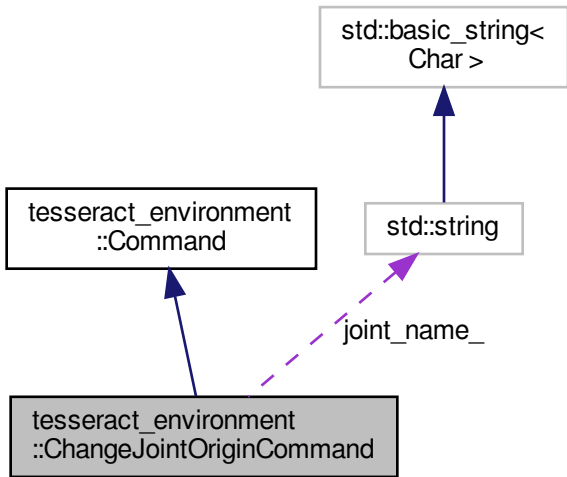 std::basic_string<
Char >
tesseract_environment
::Command
std::string
joint_name_
tesseract_environment
::ChangeJointOriginCommand